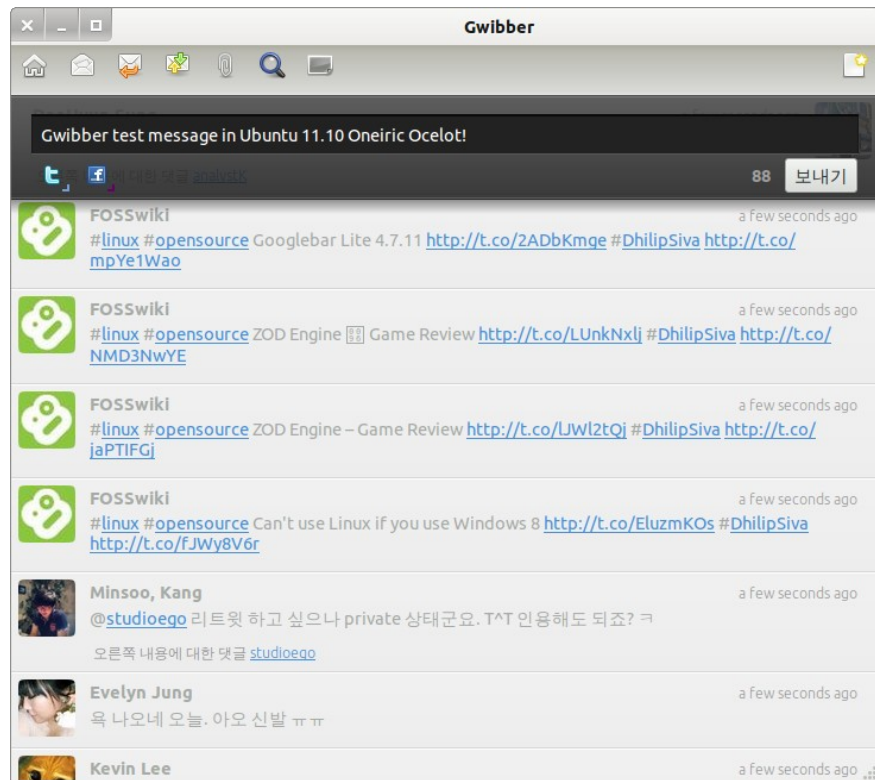 Gwibber
Gwibber test message in Ubuntu 11.10 Oneiric Ocelot!
대한 댓글 analystK
88 보내기
FOSSwiki a few seconds ago
#linux #opensource Googlebar Lite 4.7.11 http://t.co/2ADbKmge #DhilipSiva http://t.co/
mpYe1Wao
FOSSwiki a few seconds ago
#linux #opensource ZOD Engine Game Review http://t.co/LUnkNxlj #DhilipSiva http://t.co/
NMD3NwYE
FOSSwiki a few seconds ago
#linux #opensource ZOD Engine – Game Review http://t.co/lJWl2tQj #DhilipSiva http://t.co/
jaPTIFGj
FOSSwiki a few seconds ago
#linux #opensource Can't use Linux if you use Windows 8 http://t.co/EluzmKOs #DhilipSiva
http://t.co/fJWy8V6r
Minsoo, Kang a few seconds ago
@studioego 리트윗 하고 싶으나 private 상태군요. T^T 인용해도 되죠? ㅋ
오른쪽 내용에 대한 댓글 studioego
Evelyn Jung a few seconds ago
욕 나오네 오늘. 아오 신발 ㅠㅠ
Kevin Lee a few seconds ago